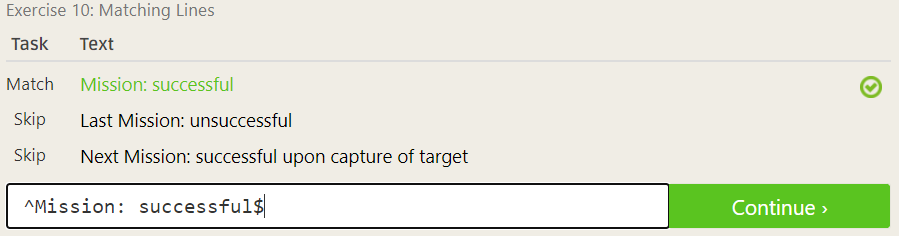 Exercise 10: Matching Lines
Task Text
Match Mission: successful
Skip Last Mission: unsuccessful
Skip Next Mission: successful upon capture of target
^Mission: successful$ Continue ›